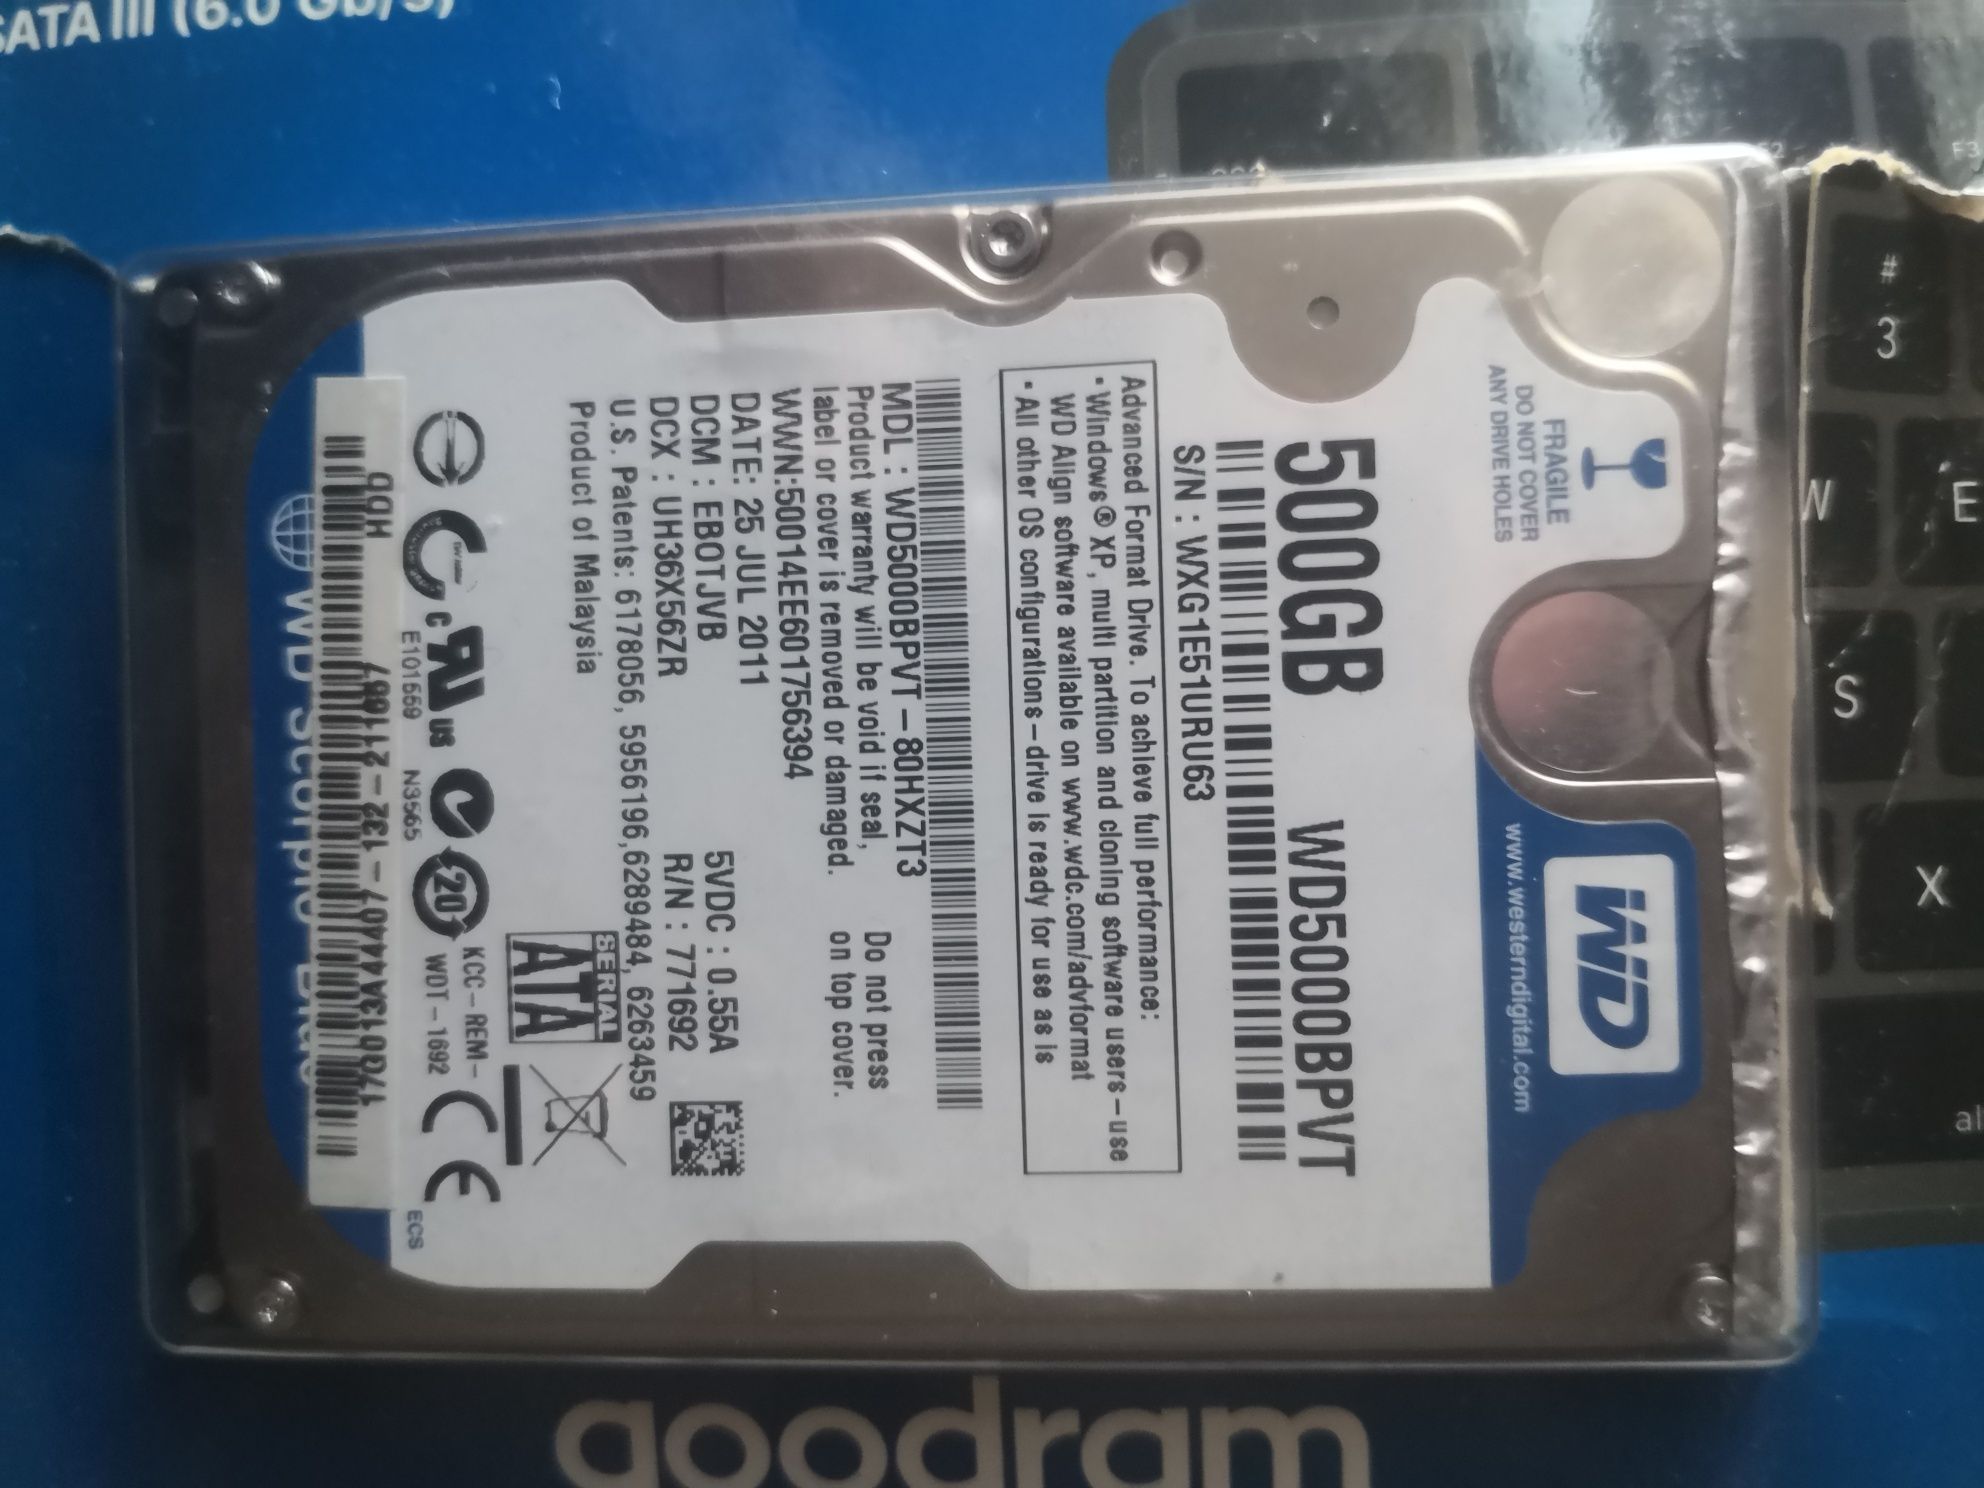 SATA III (6.0 Gb/s)
F2
F3
#
3
W
E
S
X
FRAGILE
DO NOT COVER
ANY DRIVE HOLES
WD
www.westerndigital.com
500GB WD5000BPVT
S/N : WXG1E51URU63
Advanced Format Drive. To achieve full performance:
· Windows® XP, multi partition and cloning software users-use
WD Align software available on www.wdc.com/advformat
· All other OS configurations-drive is ready for use as is
MDL : WD5000BPVT-80HXZT3
Product warranty will be void if seal,
label or cover is removed or damaged.
Do not press
on top cover.
WWN:50014EE601756394
DATE: 25 JUL 2011
DCM : EBOTJVB
DCX : UH36X56ZR
5VDC : 0.55A
R/N : 771692
U.S. Patents: 6178056, 5956196,6289484, 6263459
Product of Malaysia
SERIAL
ATA
C US
E101559 N3565
20
KCC-REM-
WDT-1692
CE
ECS
HDD
WD Scorpio Blue
goodram